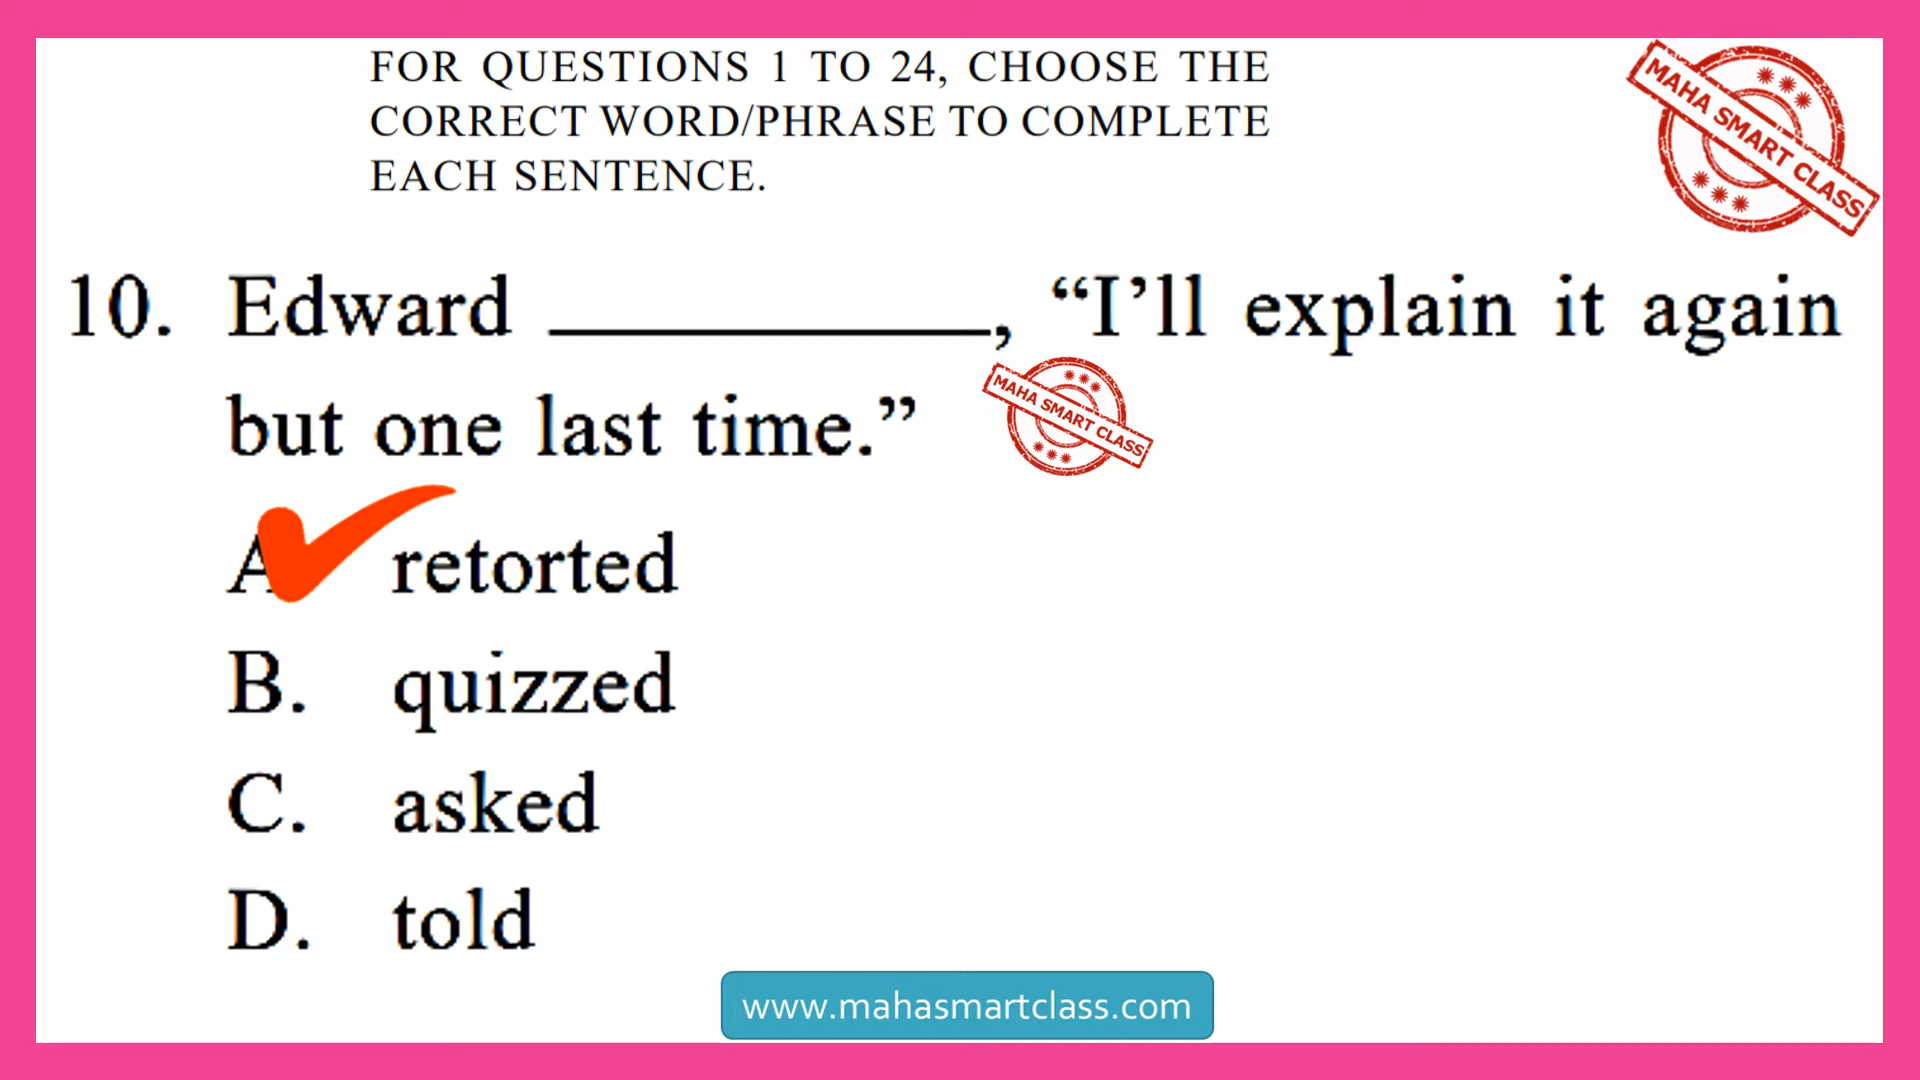 FOR QUESTIONS 1 TO 24, CHOOSE THE
CORRECT WORD/PHRASE TO COMPLETE
EACH SENTENCE.
MAHA SMART CLASS
10. Edward __________, “I’ll explain it again
but one last time.”
MAHA SMART CLASS
A retorted
B. quizzed
C. asked
D. told
www.mahasmartclass.com